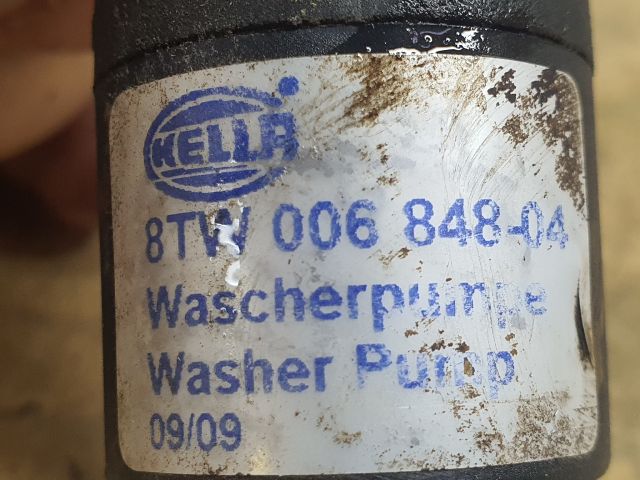 HELLA
8TW 006 848-04
Wascherpumpe
Washer Pump
09/09